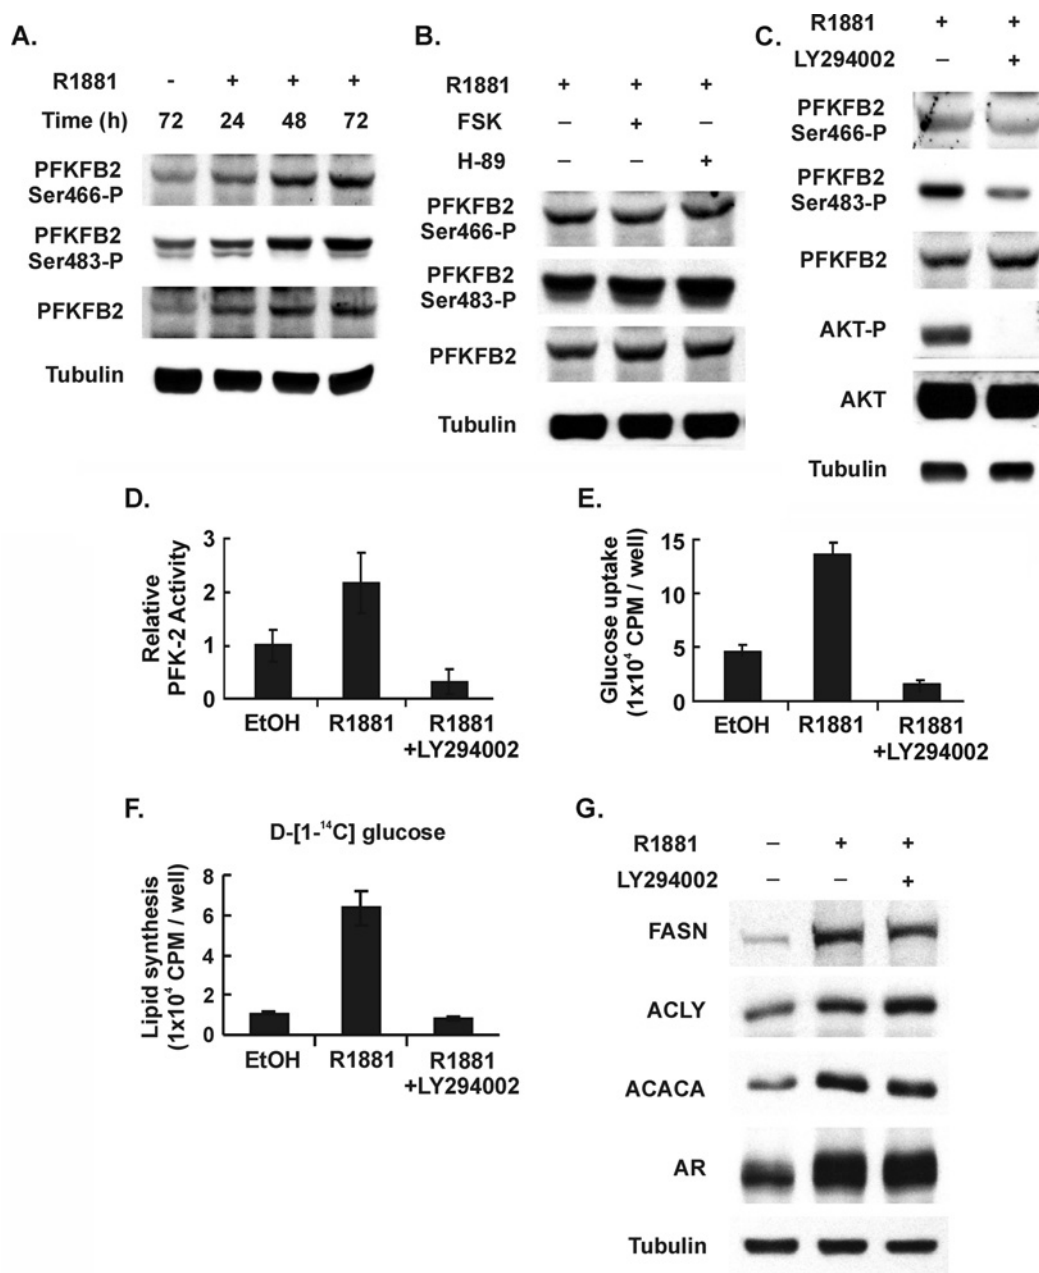 A.
R1881 - + + +
Time (h) 72 24 48 72
PFKFB2
Ser466-P
PFKFB2
Ser483-P
PFKFB2
Tubulin
B.
R1881 + + +
FSK – + –
H-89 – – +
PFKFB2
Ser466-P
PFKFB2
Ser483-P
PFKFB2
Tubulin
C.
R1881 + +
LY294002 – +
PFKFB2
Ser466-P
PFKFB2
Ser483-P
PFKFB2
AKT-P
AKT
Tubulin
D.
Relative
PFK-2 Activity
3
2
1
0
EtOH R1881 R1881
+LY294002
E.
Glucose uptake
(1x10⁴ CPM / well)
15
10
5
0
EtOH R1881 R1881
+LY294002
F.
D-[1-¹⁴C] glucose
Lipid synthesis
(1x10⁴ CPM / well)
8
6
4
2
0
EtOH R1881 R1881
+LY294002
G.
R1881 – + +
LY294002 – – +
FASN
ACLY
ACACA
AR
Tubulin